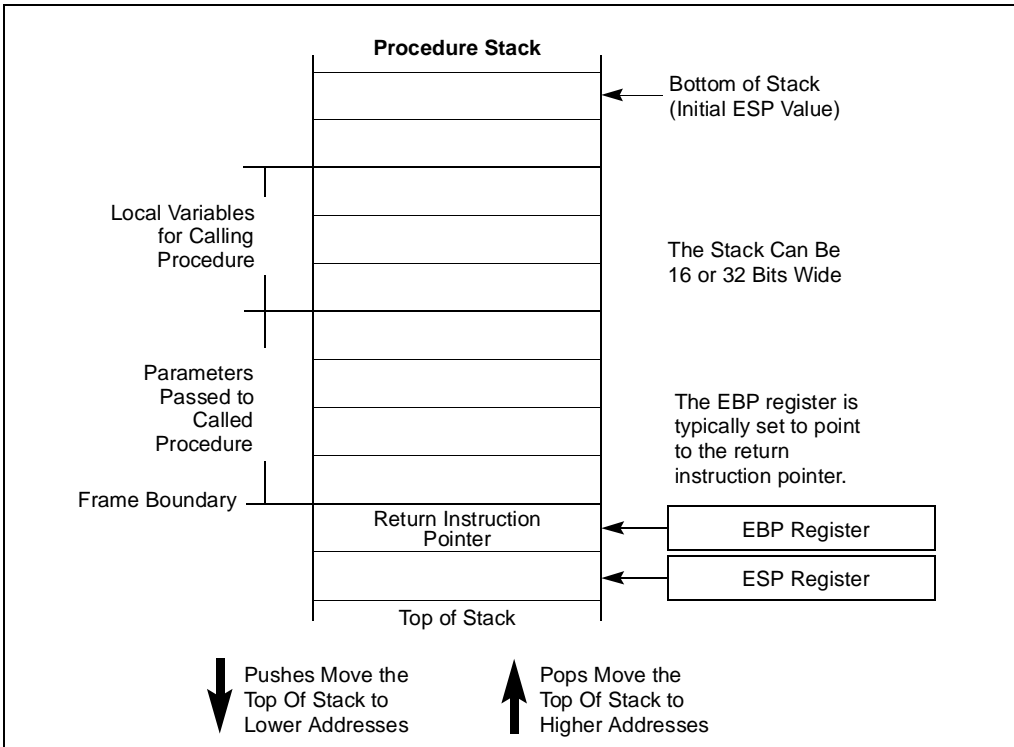 Procedure Stack
Bottom of Stack
(Initial ESP Value)
Local Variables
for Calling
Procedure
The Stack Can Be
16 or 32 Bits Wide
Parameters
Passed to
Called
Procedure
The EBP register is
typically set to point
to the return
instruction pointer.
Frame Boundary
Return Instruction
Pointer
EBP Register
ESP Register
Top of Stack
Pushes Move the
Top Of Stack to
Lower Addresses
Pops Move the
Top Of Stack to
Higher Addresses